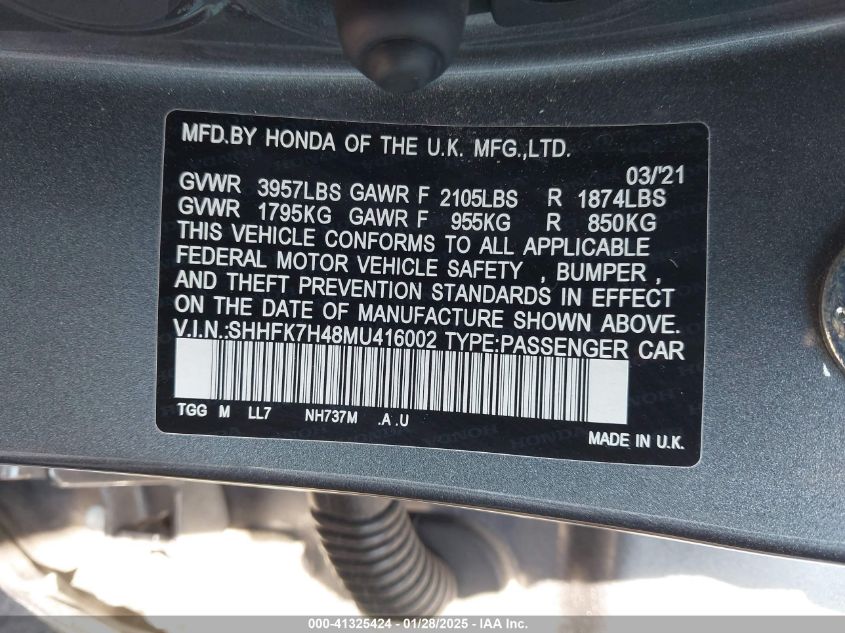 MFD.BY HONDA OF THE U.K. MFG.,LTD.
03/'21
GVWR 3957LBS GAWR F 2105LBS R 1874LBS
GVWR 1795KG GAWR F 955KG R 850KG
THIS VEHICLE CONFORMS TO ALL APPLICABLE
FEDERAL MOTOR VEHICLE SAFETY , BUMPER ,
AND THEFT PREVENTION STANDARDS IN EFFECT
ON THE DATE OF MANUFACTURE SHOWN ABOVE.
V.I.N.:SHHFK7H48MU416002 TYPE:PASSENGER CAR
TGG M LL7 NH737M .A .U
MADE IN U.K.
000-41325424 - 01/28/2025 - IAAI.COM